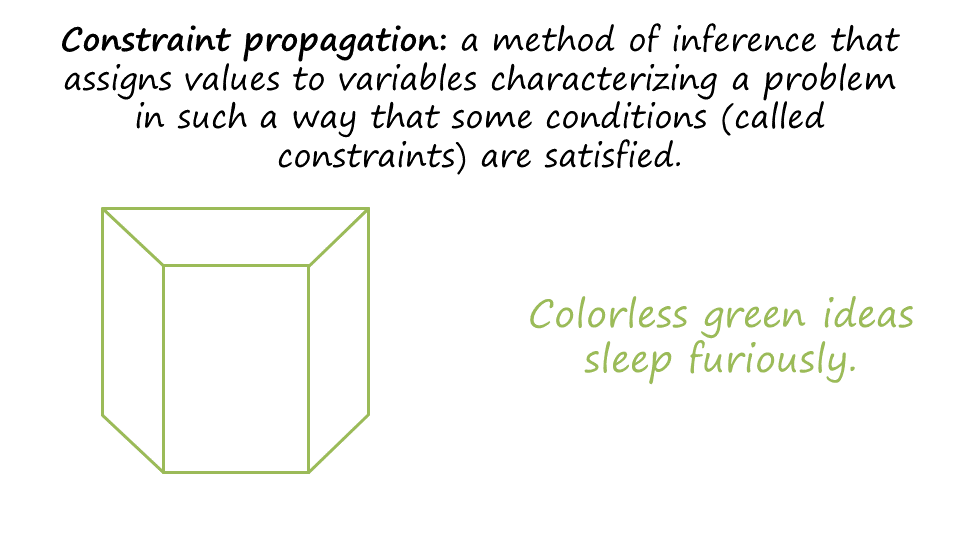 Constraint propagation: a method of inference that
assigns values to variables characterizing a problem
in such a way that some conditions (called
constraints) are satisfied.
Colorless green ideas
sleep furiously.